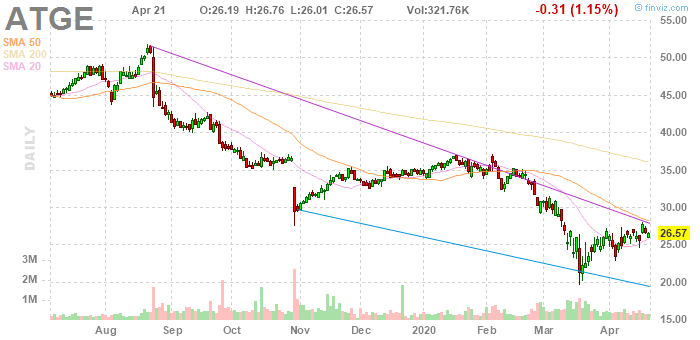 ATGE
Apr 21 O:26.19 H:26.76 L:26.01 C:26.57 Vol:321.76K -0.31 (1.15%)
© finviz.com
SMA 50
SMA 200
SMA 20
DAILY
55.00
50.00
45.00
40.00
35.00
30.00
26.57
25.00
20.00
15.00
3M
2M
1M
Aug Sep Oct Nov Dec 2020 Feb Mar Apr